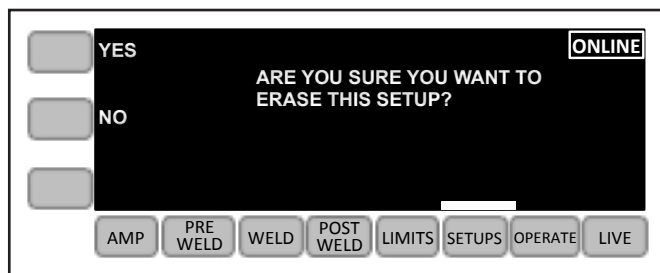 YES
ONLINE
ARE YOU SURE YOU WANT TO
ERASE THIS SETUP?
NO
AMP
PRE
WELD
WELD
POST
WELD
LIMITS
SETUPS
OPERATE
LIVE